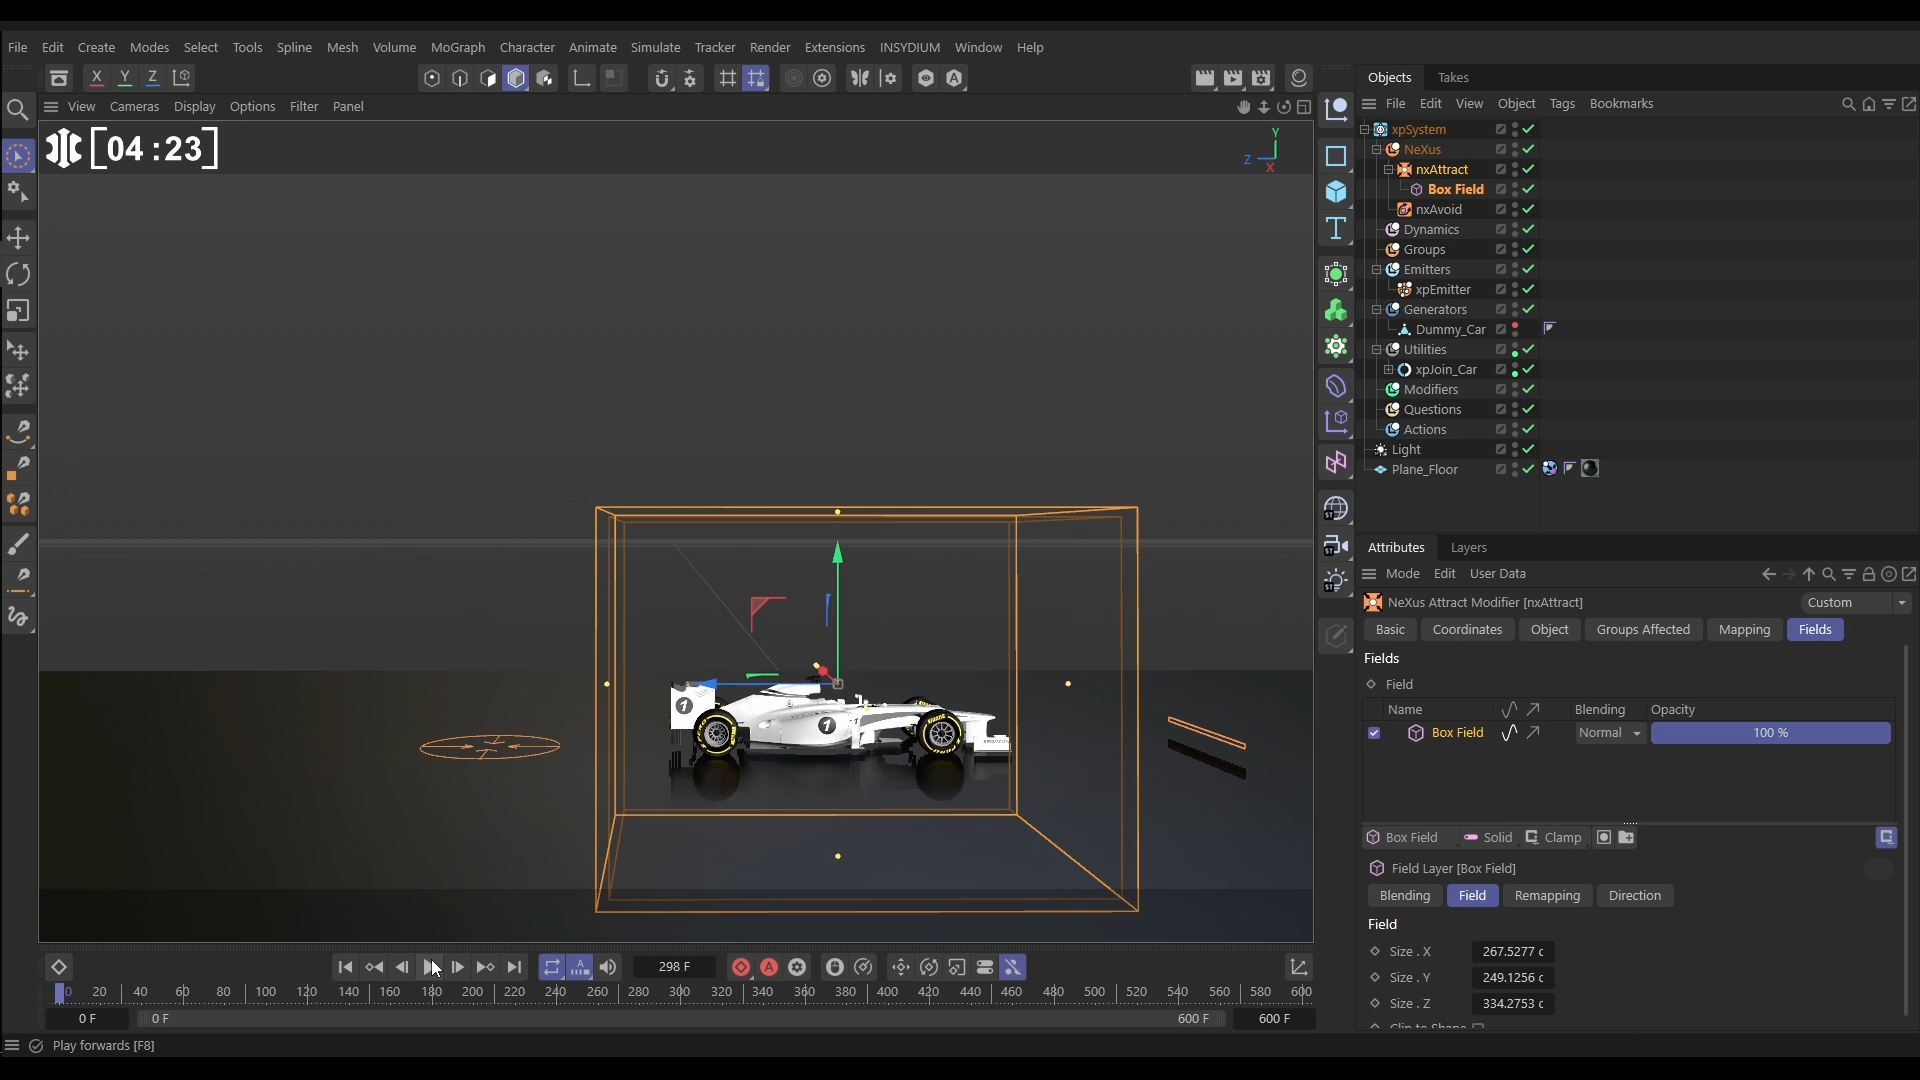 File Edit Create Modes Select Tools Spline Mesh Volume MoGraph Character Animate Simulate Tracker Render Extensions INSYDIUM Window Help
X Y Z
View Cameras Display Options Filter Panel
[04:23]
Y
Z
X
1
1
298 F
0 20 40 60 80 100 120 140 160 180 200 220 240 260 280 300 320 340 360 380 400 420 440 460 480 500 520 540 560 580 600
0 F 0 F 600 F 600 F
Play forwards [F8]
Objects Takes
File Edit View Object Tags Bookmarks
xpSystem
NeXus
nxAttract
Box Field
nxAvoid
Dynamics
Groups
Emitters
xpEmitter
Generators
Dummy_Car
Utilities
xpJoin_Car
Modifiers
Questions
Actions
Light
Plane_Floor
Attributes Layers
Mode Edit User Data
NeXus Attract Modifier [nxAttract] Custom
Basic Coordinates Object Groups Affected Mapping Fields
Fields
Field
Name Blending Opacity
Box Field Normal 100 %
Box Field Solid Clamp
Field Layer [Box Field]
Blending Field Remapping Direction
Field
Size . X 267.5277 c
Size . Y 249.1256 c
Size . Z 334.2753 c
Clip to Shape